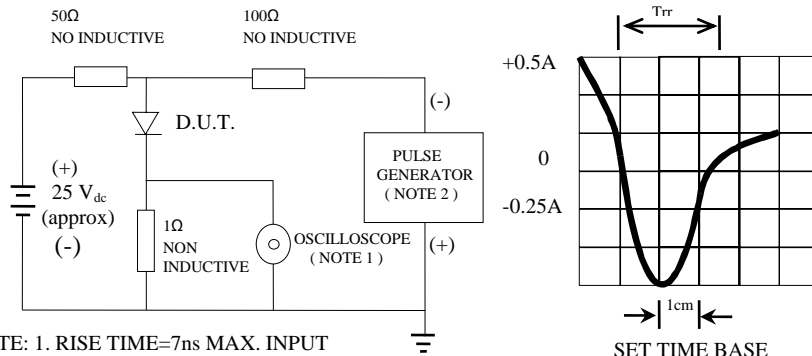 50Ω
NO INDUCTIVE
100Ω
NO INDUCTIVE
D.U.T.
(+)
25 Vdc
(approx)
(-)
1Ω
NON
INDUCTIVE
OSCILLOSCOPE
( NOTE 1 )
(-)
PULSE
GENERATOR
( NOTE 2 )
(+)
Trr
+0.5A
0
-0.25A
1cm
SET TIME BASE
TE: 1. RISE TIME=7ns MAX. INPUT